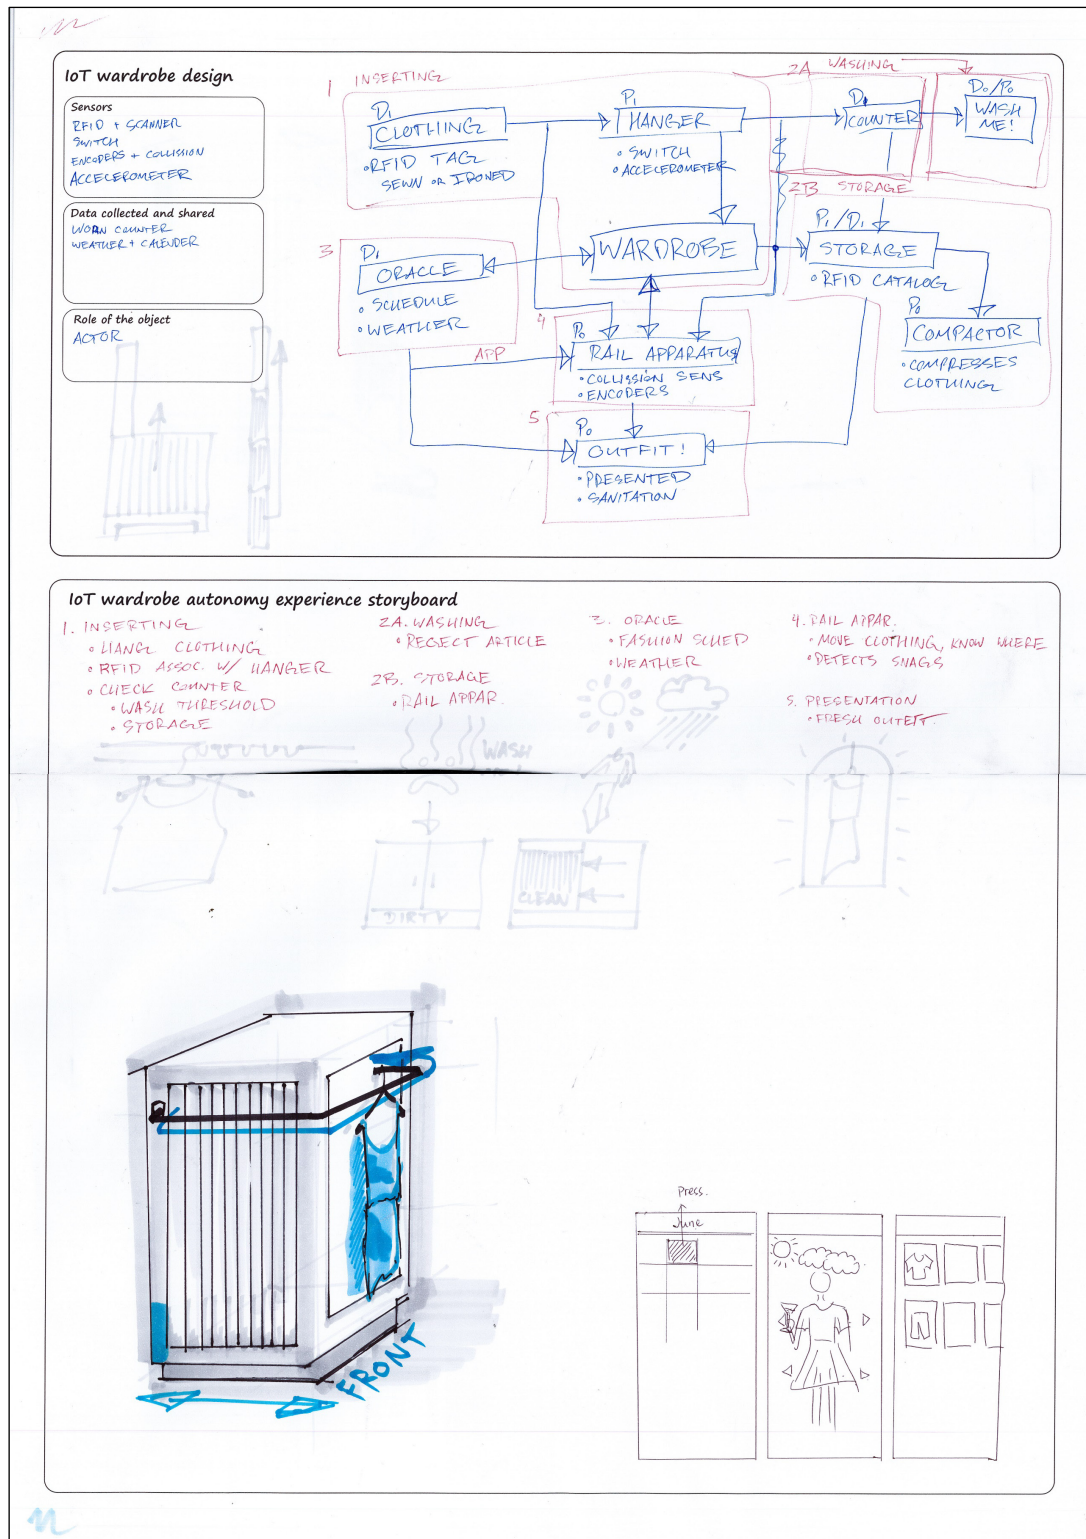 IoT wardrobe design
Sensors
RFID + SCANNER
SWITCH
ENCODERS + COLLISION
ACCELEROMETER
Data collected and shared
WORN COUNTER
WEATHER + CALENDER
Role of the object
ACTOR
1 INSERTING
D1
CLOTHING
• RFID TAG
SEWN OR IRONED
P1
HANGER
• SWITCH
• ACCELEROMETER
2A WASHING
COUNTER
D0/P0
WASH
ME!
2B STORAGE
P1/D1
STORAGE
• RFID CATALOG
P0
COMPACTOR
• COMPRESSES
CLOTHING
WARDROBE
3
D1
ORACLE
• SCHEDULE
• WEATHER
APP
4
P0
RAIL APPARATUS
• COLLISSION SENS
• ENCODERS
5
P0
OUTFIT!
• PRESENTED
• SANITATION
IoT wardrobe autonomy experience storyboard
1. INSERTING
• HANG CLOTHING
• RFID ASSOC. W/ HANGER
• CHECK COUNTER
• WASH THRESHOLD
• STORAGE
2A. WASHING
• REJECT ARTICLE
2B. STORAGE
• RAIL APPAR.
3. ORACLE
• FASHION SCHED
• WEATHER
4. RAIL APPAR.
• MOVE CLOTHING, KNOW WHERE
• DETECTS SNAGS
5. PRESENTATION
• FRESH OUTFIT.
WASH
DIRTY
CLEAN
FRONT
Press.
June